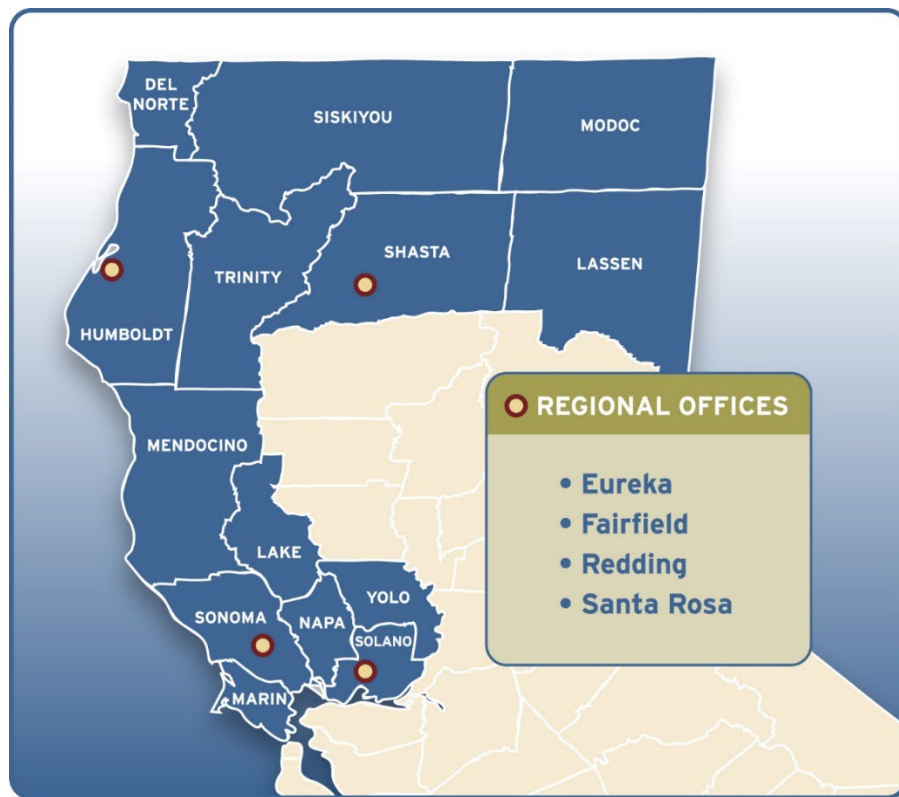 DEL
NORTE
SISKIYOU
MODOC
SHASTA
LASSEN
TRINITY
HUMBOLDT
REGIONAL OFFICES
MENDOCINO
• Eureka
• Fairfield
• Redding
• Santa Rosa
LAKE
YOLO
SONOMA
NAPA
SOLANO
MARIN